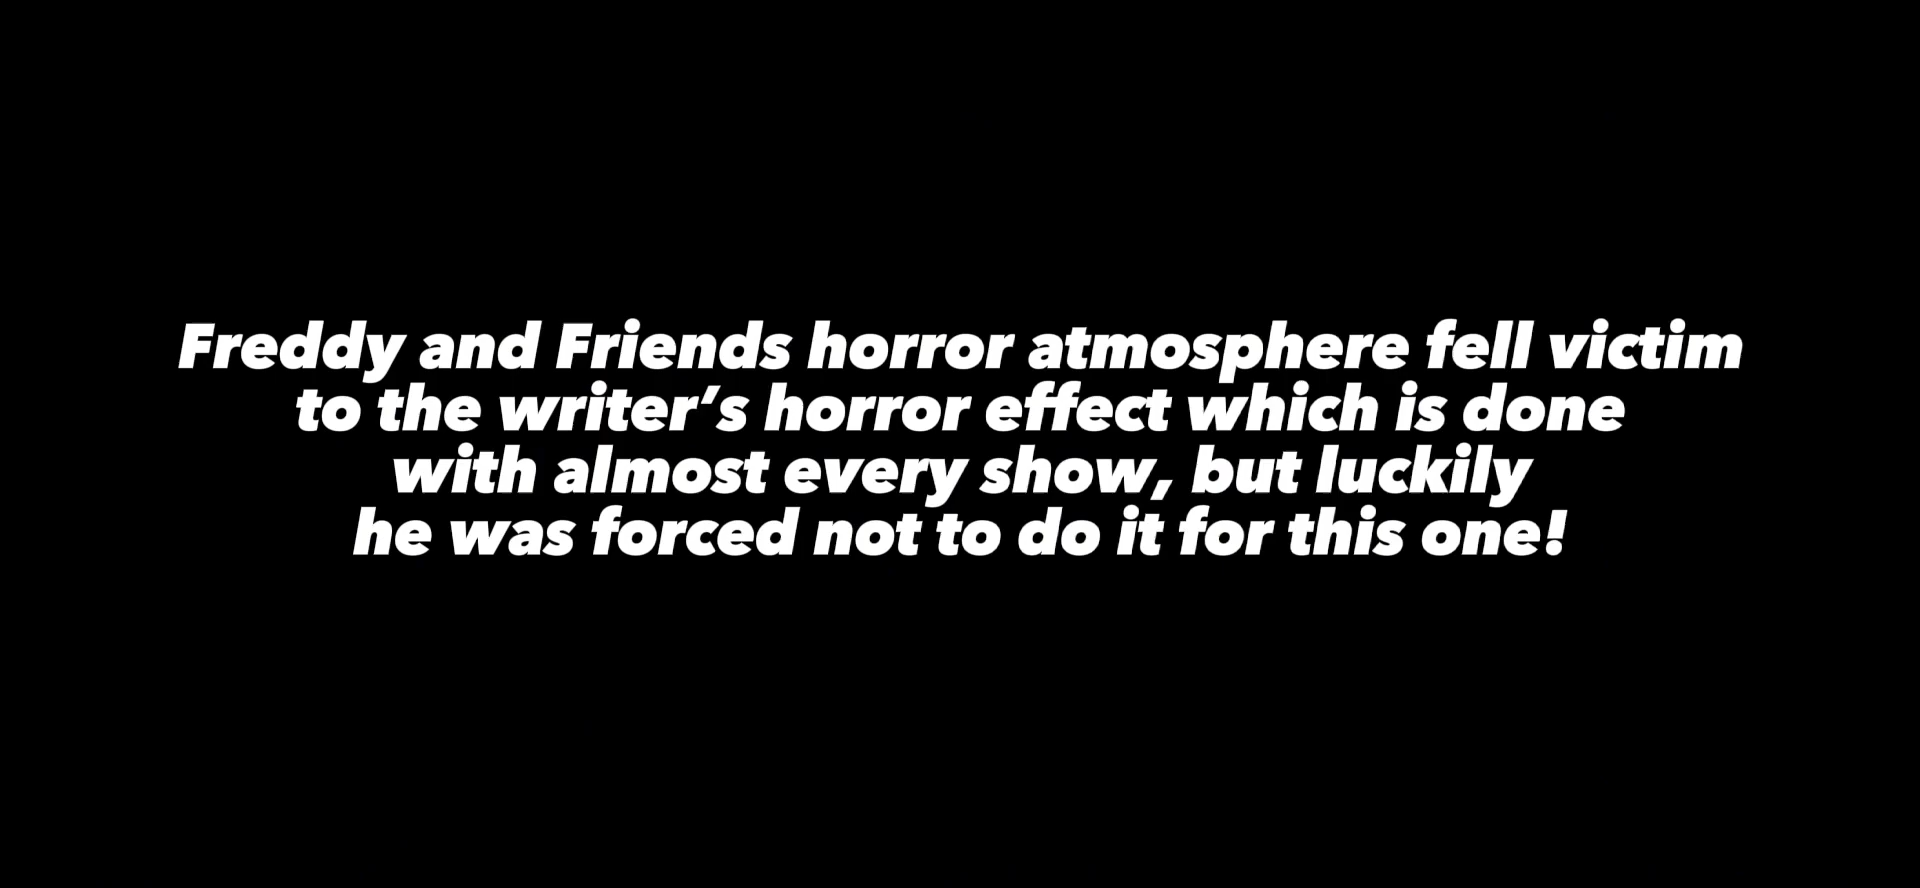 Freddy and Friends horror atmosphere fell victim
to the writer’s horror effect which is done
with almost every show, but luckily
he was forced not to do it for this one!